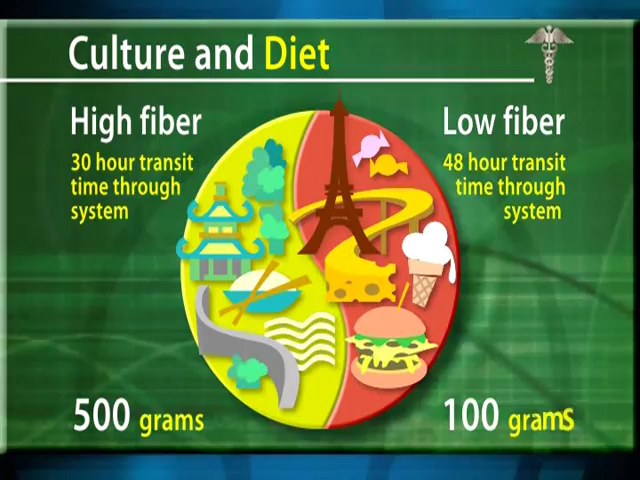 Culture and Diet
High fiber
30 hour transit
time through
system
500 grams
Low fiber
48 hour transit
time through
system
100 grams